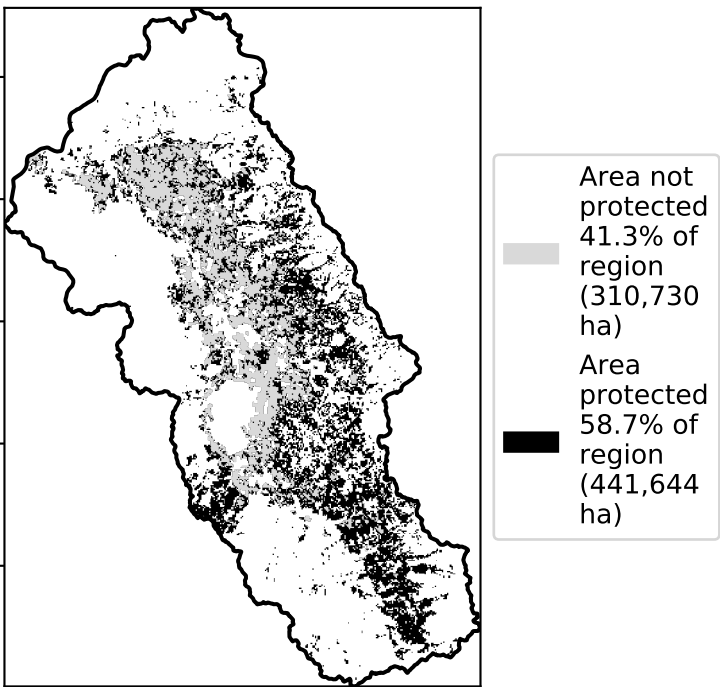 Area not
protected
41.3% of
region
(310,730
ha)
Area
protected
58.7% of
region
(441,644
ha)